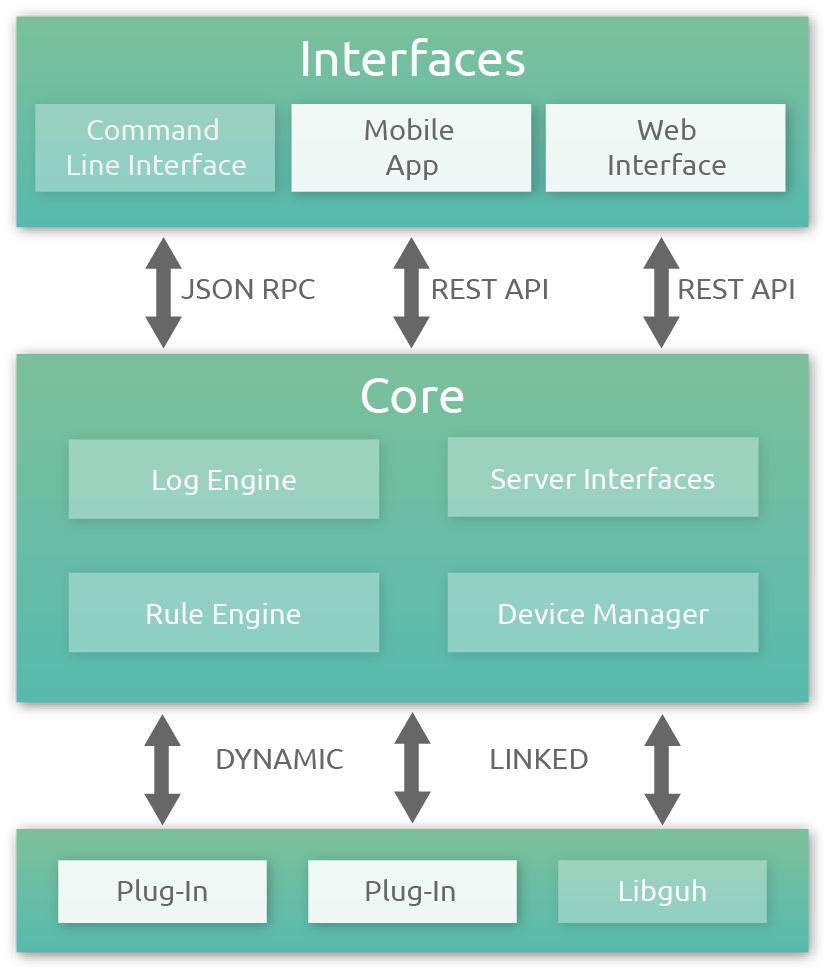 Interfaces
Command
Line Interface
Mobile
App
Web
Interface
JSON RPC
REST API
REST API
Core
Log Engine
Server Interfaces
Rule Engine
Device Manager
DYNAMIC
LINKED
Plug-In
Plug-In
Libguh